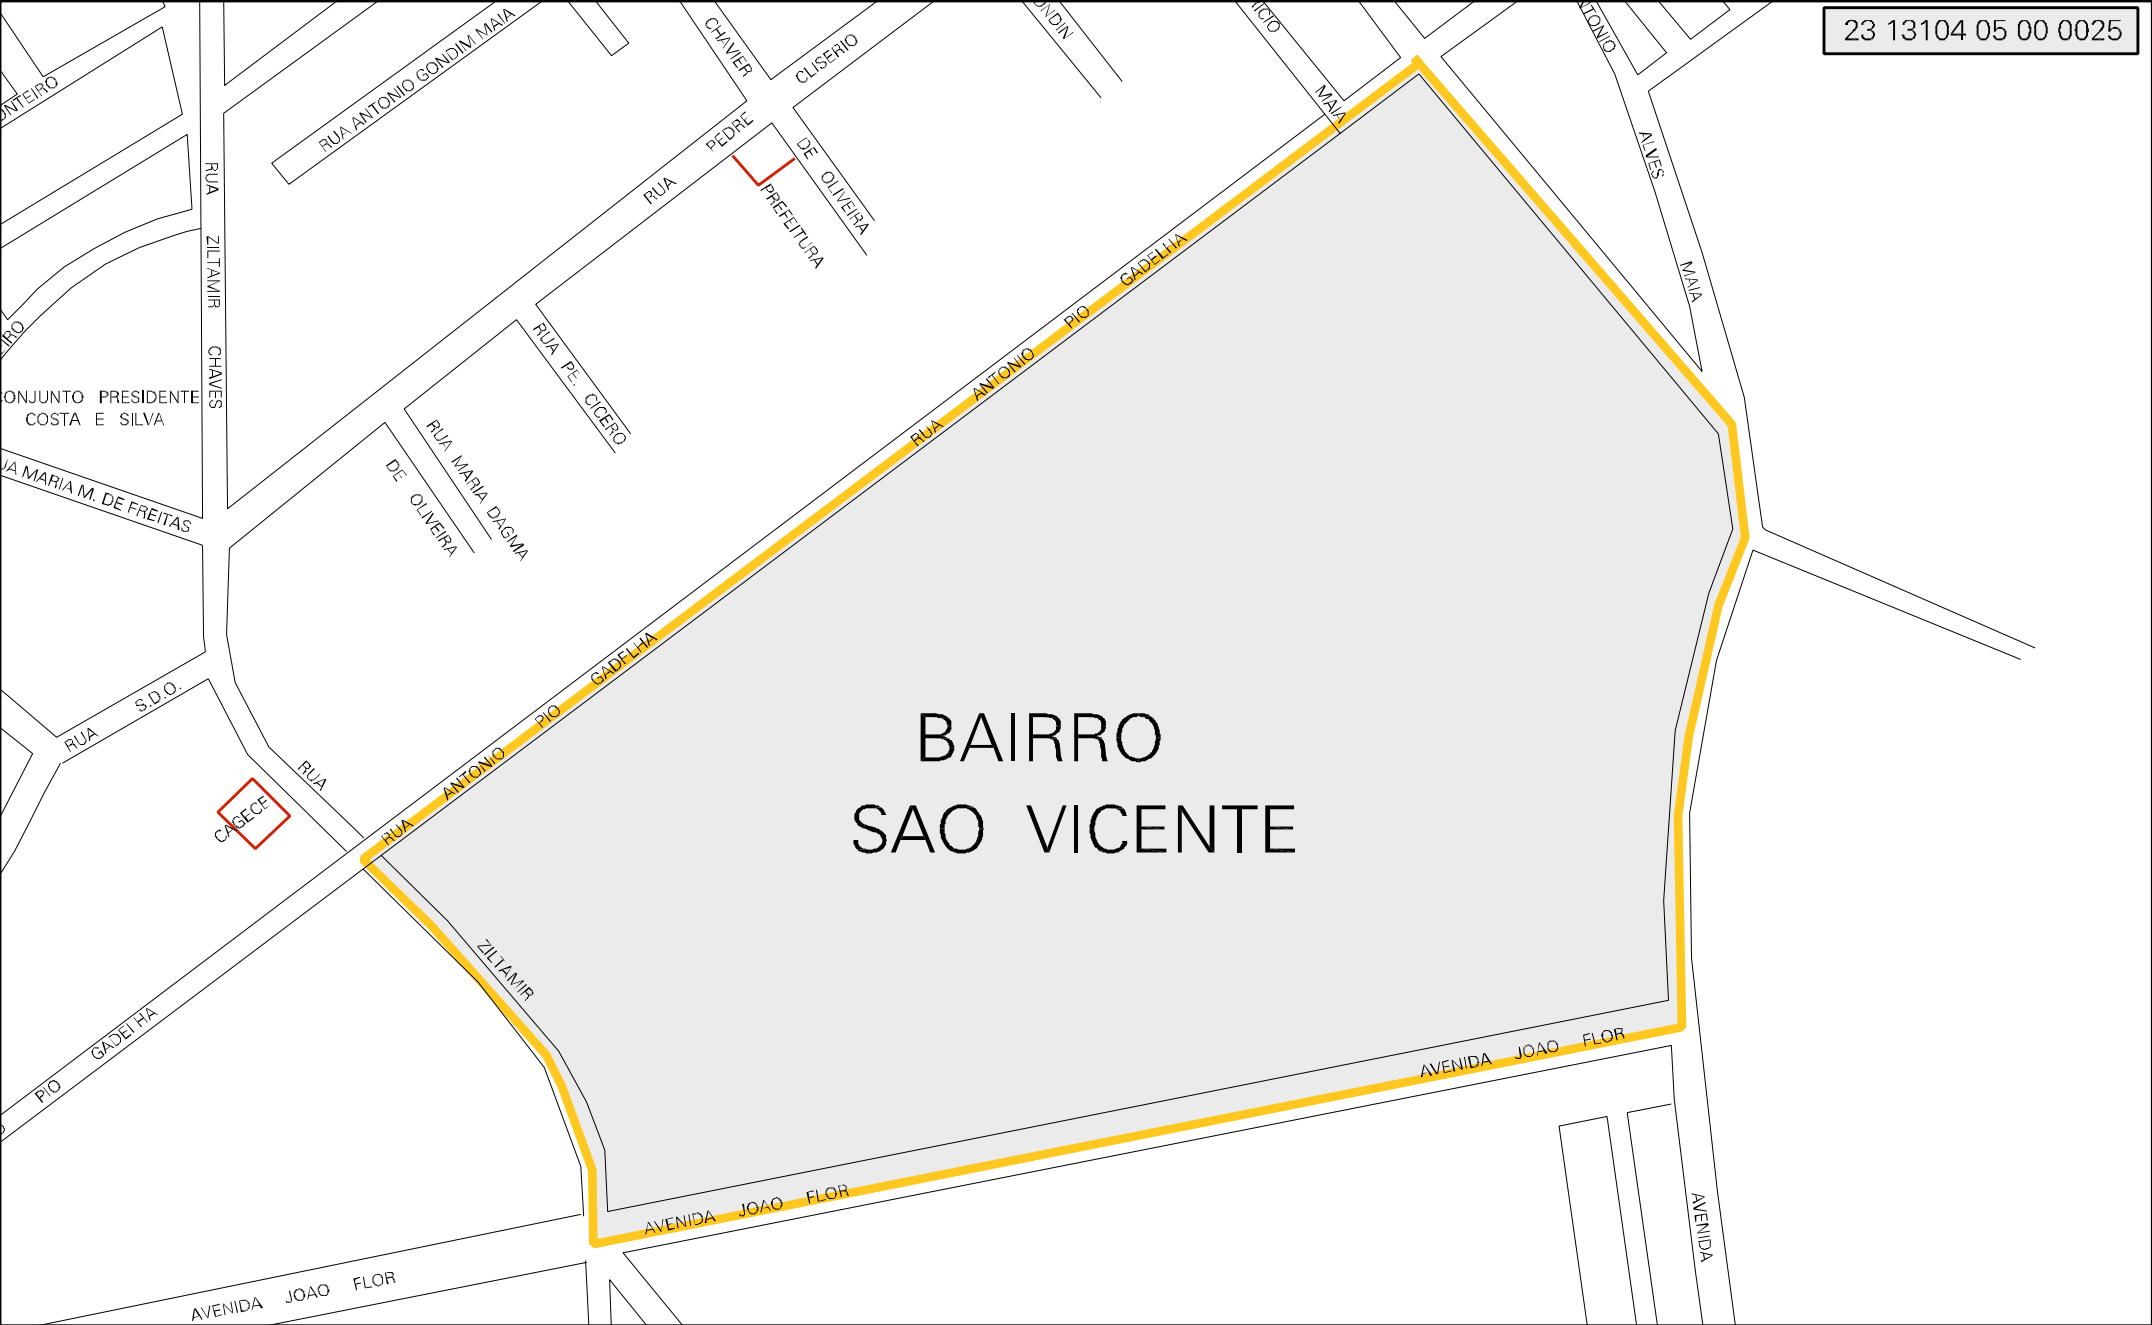 23 13104 05 00 0025
RUA ANTONIO GONDIM MAIA
CHAVIER
CLISERIO
PEDRE
RUA
DE OLIVEIRA
PREFEITURA
MAIA
ALVES
MAIA
RUA ZILTAMIR CHAVES
RUA PE. CICERO
RUA MARIA DAGMA
DE OLIVEIRA
PRESIDENTE
COSTA E SILVA
MARIA M. DE FREITAS
RUA ANTONIO PIO GADELHA
RUA ANTONIO PIO GADELHA
RUA S.D.O.
RUA
CAGECE
BAIRRO
SAO VICENTE
ZILTAMIR
PIO GADELHA
AVENIDA JOAO FLOR
AVENIDA JOAO FLOR
AVENIDA JOAO FLOR
AVENIDA